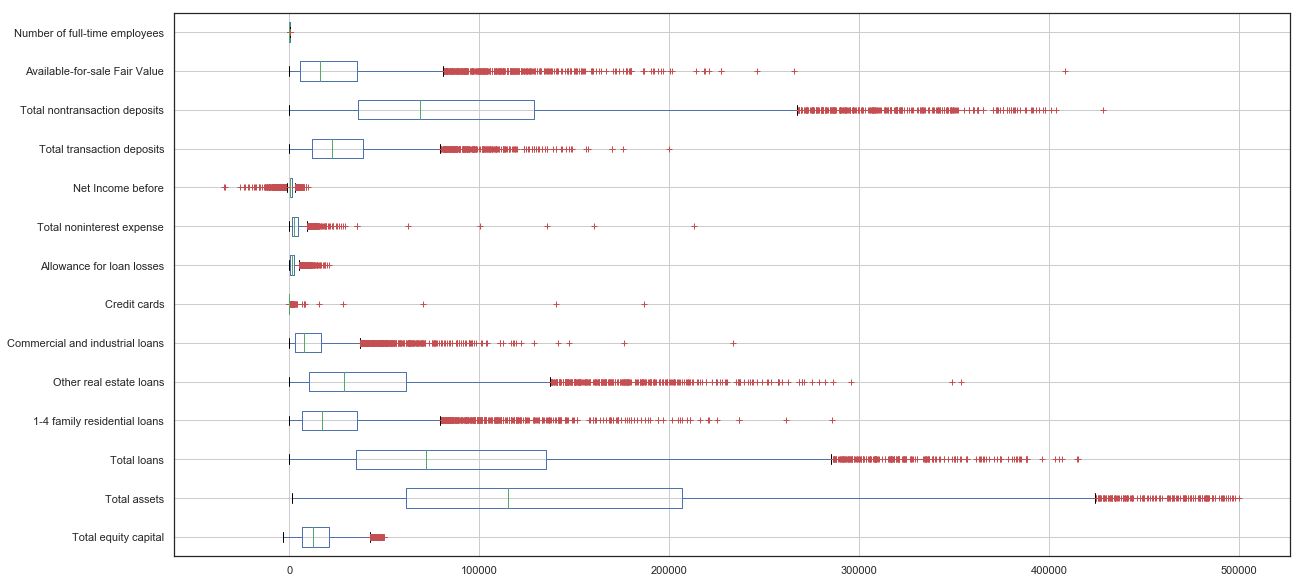 Number of full-time employees
Available-for-sale Fair Value
Total nontransaction deposits
Total transaction deposits
Net Income before
Total noninterest expense
Allowance for loan losses
Credit cards
Commercial and industrial loans
Other real estate loans
1-4 family residential loans
Total loans
Total assets
Total equity capital
0 100000 200000 300000 400000 500000